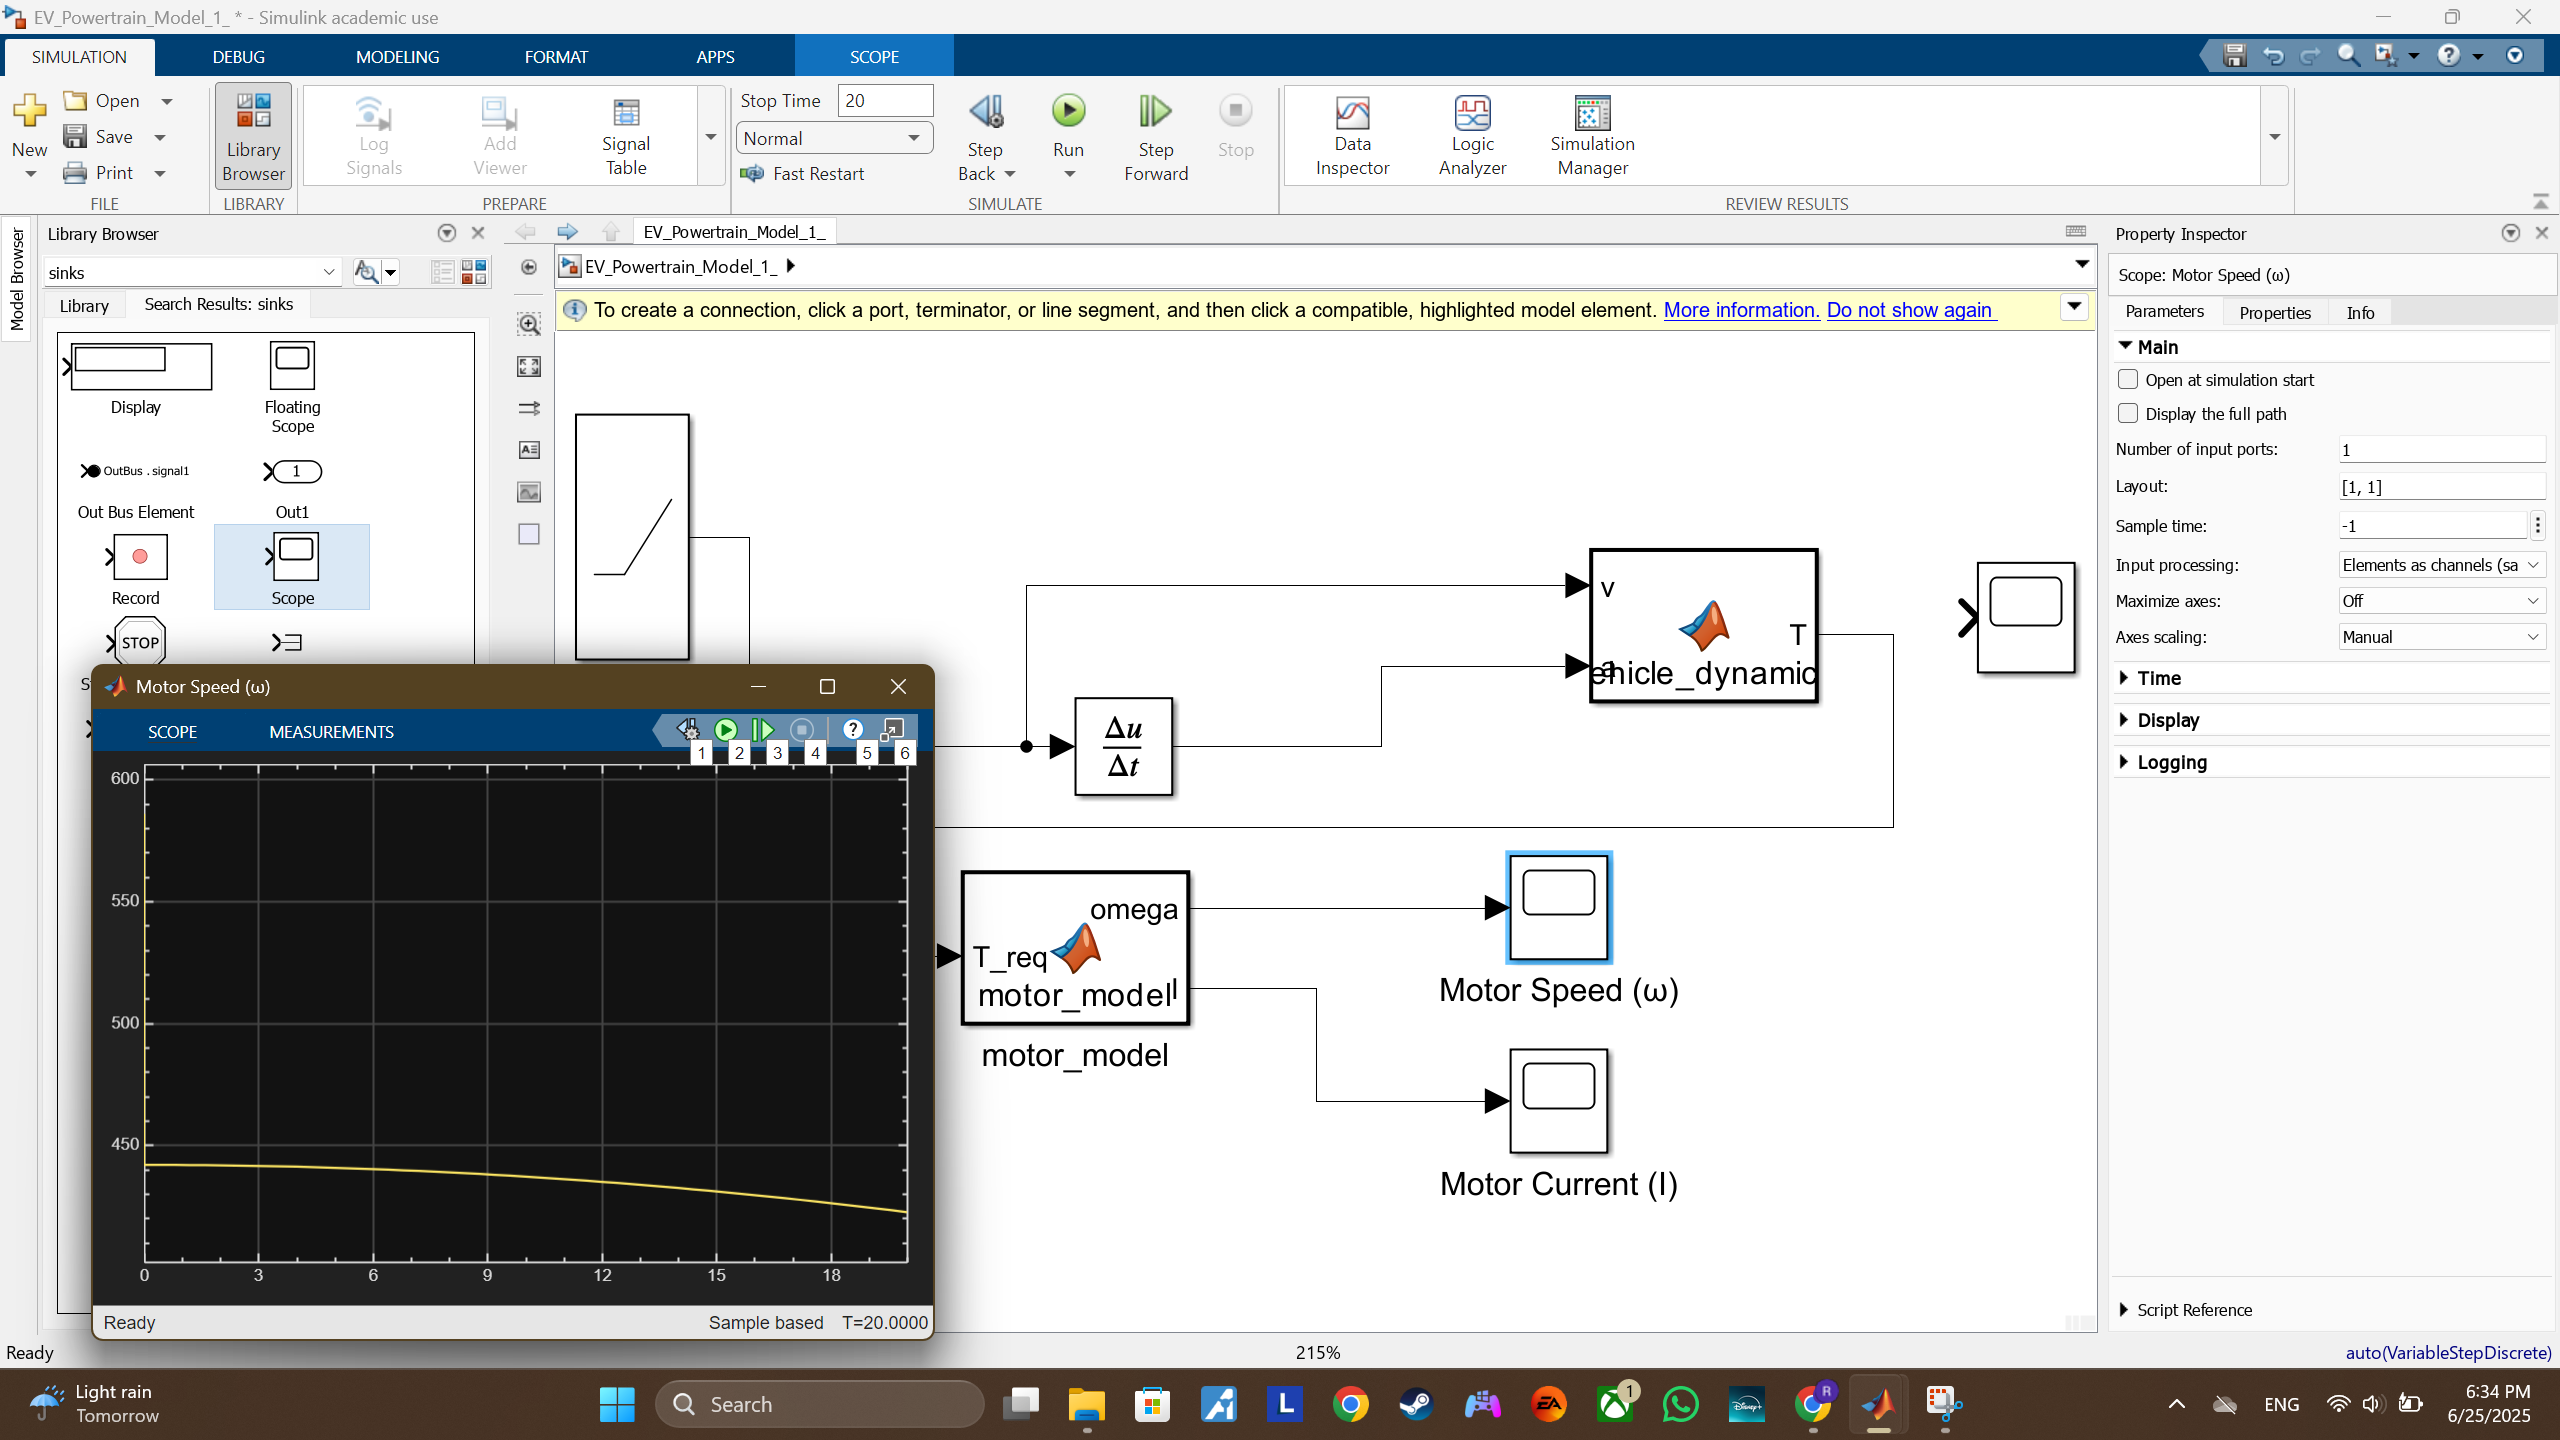 EV_Powertrain_Model_1_ * - Simulink academic use
SIMULATION
DEBUG
MODELING
FORMAT
APPS
SCOPE
New
Open
Save
Print
FILE
Library Browser
LIBRARY
Log Signals
Add Viewer
Signal Table
PREPARE
Stop Time 20
Normal
Fast Restart
Step Back
Run
Step Forward
Stop
SIMULATE
Data Inspector
Logic Analyzer
Simulation Manager
REVIEW RESULTS
Model Browser
Library Browser
sinks
Library
Search Results: sinks
Display
Floating Scope
OutBus . signal1
1
Out Bus Element
Out1
Record
Scope
STOP
EV_Powertrain_Model_1_
EV_Powertrain_Model_1_
To create a connection, click a port, terminator, or line segment, and then click a compatible, highlighted model element. More information. Do not show again
v
a
T
ehicle_dynamic
Δu
Δt
omega
T_req
motor_model
I
motor_model
Motor Speed (ω)
Motor Current (I)
Motor Speed (ω)
SCOPE
MEASUREMENTS
1 2 3 4 5 6
600
550
500
450
0 3 6 9 12 15 18
Ready
Sample based T=20.0000
Property Inspector
Scope: Motor Speed (ω)
Parameters
Properties
Info
Main
Open at simulation start
Display the full path
Number of input ports: 1
Layout: [1, 1]
Sample time: -1
Input processing: Elements as channels (sa
Maximize axes: Off
Axes scaling: Manual
Time
Display
Logging
Script Reference
Ready
215%
auto(VariableStepDiscrete)
Light rain
Tomorrow
Search
L
EA
1
Disney+
R
ENG
6:34 PM
6/25/2025